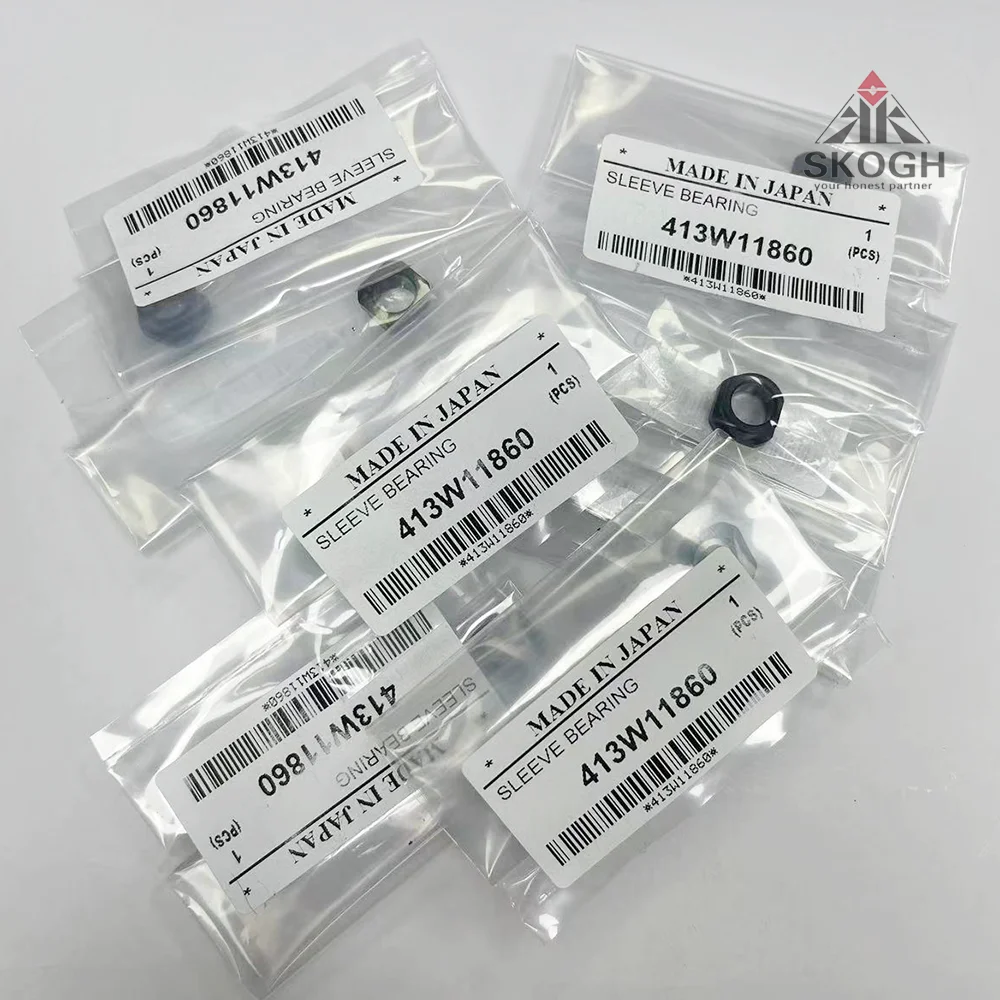 SKOGH
your honest partner
*413W11860*
413W11860
SLEEVE BEARING
MADE IN JAPAN
1
(PCS)
*
*
*
MADE IN JAPAN
*
SLEEVE BEARING
413W11860
1
(PCS)
*413W11860*
*
MADE IN JAPAN
*
SLEEVE BEARING
413W11860
1
(PCS)
*413W11860*
*413W11860*
413W11860
SLEEVE BEARING
MADE IN JAPAN
1
(PCS)
*
*
*
MADE IN JAPAN
*
SLEEVE BEARING
413W11860
1
(PCS)
*413W11860*